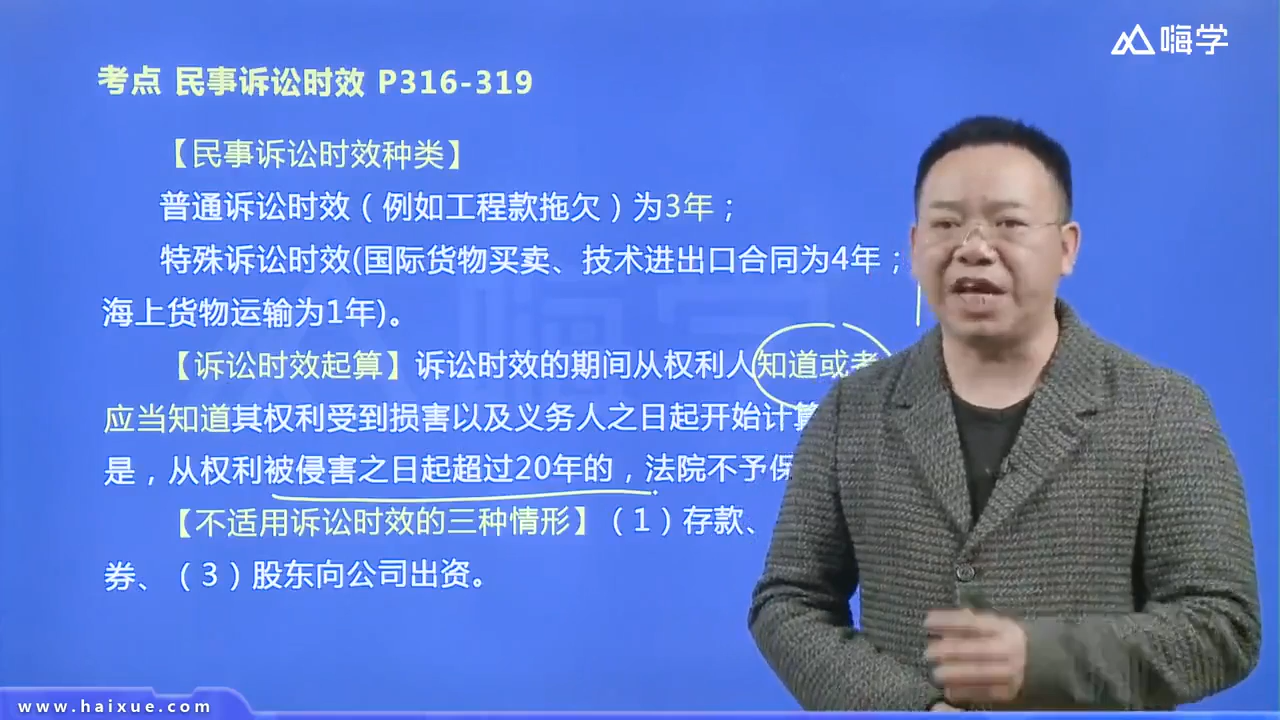 嗨学
考点 民事诉讼时效 P316-319
【民事诉讼时效种类】
普通诉讼时效（例如工程款拖欠）为3年；
特殊诉讼时效(国际货物买卖、技术进出口合同为4年；
海上货物运输为1年)。
【诉讼时效起算】诉讼时效的期间从权利人知道或者
应当知道其权利受到损害以及义务人之日起开始计算
是，从权利被侵害之日起超过20年的，法院不予保
【不适用诉讼时效的三种情形】（1）存款、
券、（3）股东向公司出资。
www.haixue.com